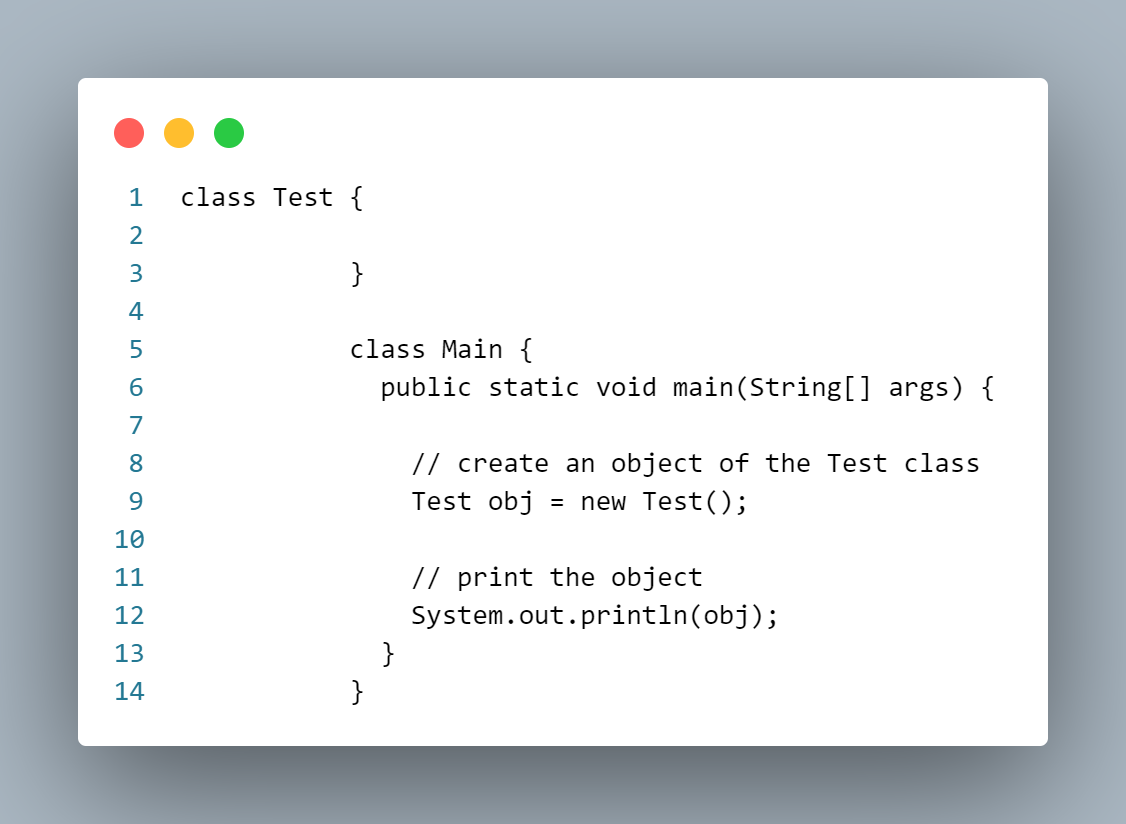 1 class Test {
2
3             }
4
5             class Main {
6               public static void main(String[] args) {
7
8                 // create an object of the Test class
9                 Test obj = new Test();
10
11                 // print the object
12                 System.out.println(obj);
13               }
14             }